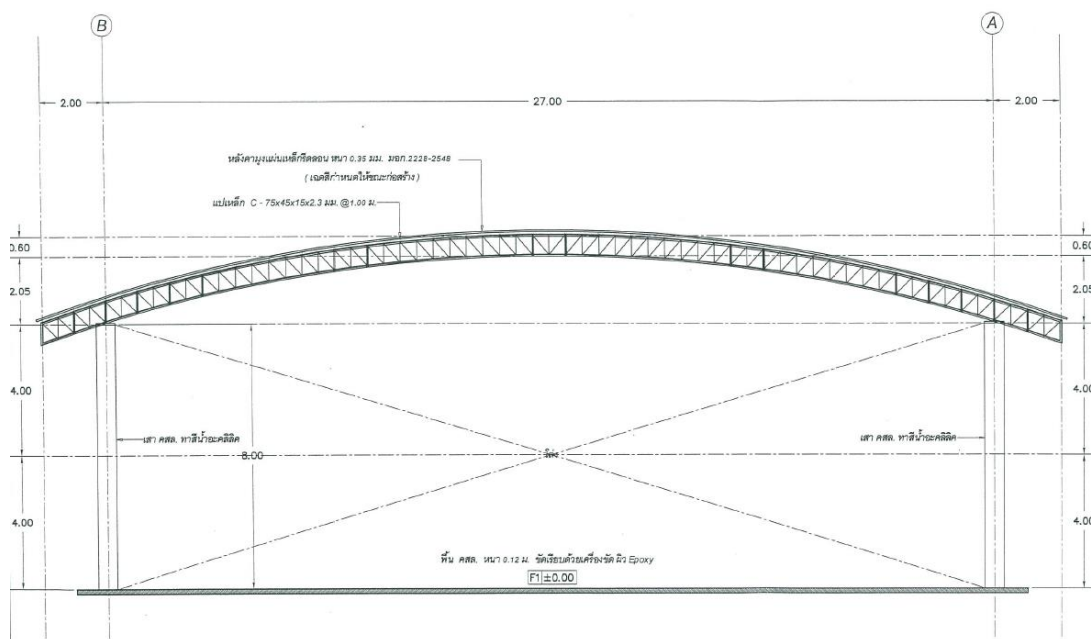 B
A
2.00
27.00
2.00
หลังคามุงแผ่นเหล็กรีดลอน หนา 0.35 มม. มอก.2228-2548
( เฉดสีกำหนดให้ขณะก่อสร้าง )
แปเหล็ก C - 75x45x15x2.3 มม. @1.00 ม.
0.60
0.60
2.05
2.05
4.00
4.00
เสา คสล. ทาสีน้ำอะคลิลิค
เสา คสล. ทาสีน้ำอะคลิลิค
8.00
โล่ง
4.00
4.00
พื้น คสล. หนา 0.12 ม. ขัดเรียบด้วยเครื่องขัด ผิว Epoxy
F1 ±0.00